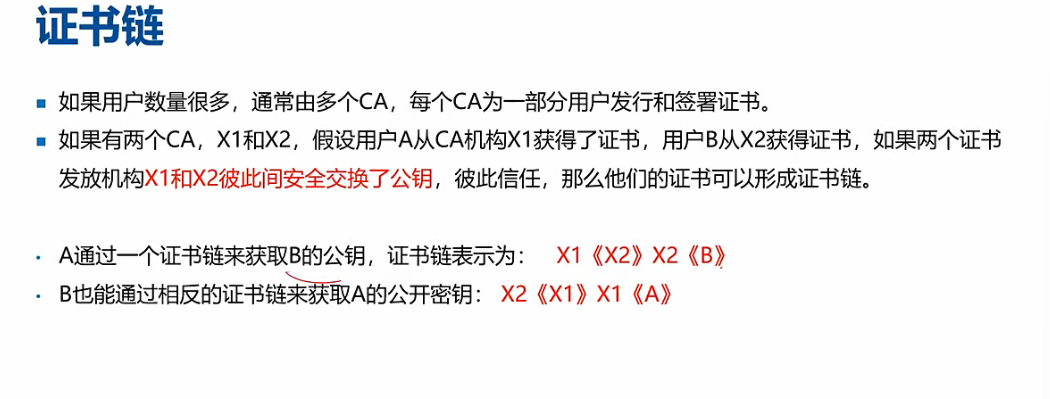 证书链
如果用户数量很多，通常由多个CA，每个CA为一部分用户发行和签署证书。
如果有两个CA，X1和X2，假设用户A从CA机构X1获得了证书，用户B从X2获得证书，如果两个证书
发放机构X1和X2彼此间安全交换了公钥，彼此信任，那么他们的证书可以形成证书链。
A通过一个证书链来获取B的公钥，证书链表示为： X1《X2》X2《B》
B也能通过相反的证书链来获取A的公开密钥： X2《X1》X1《A》